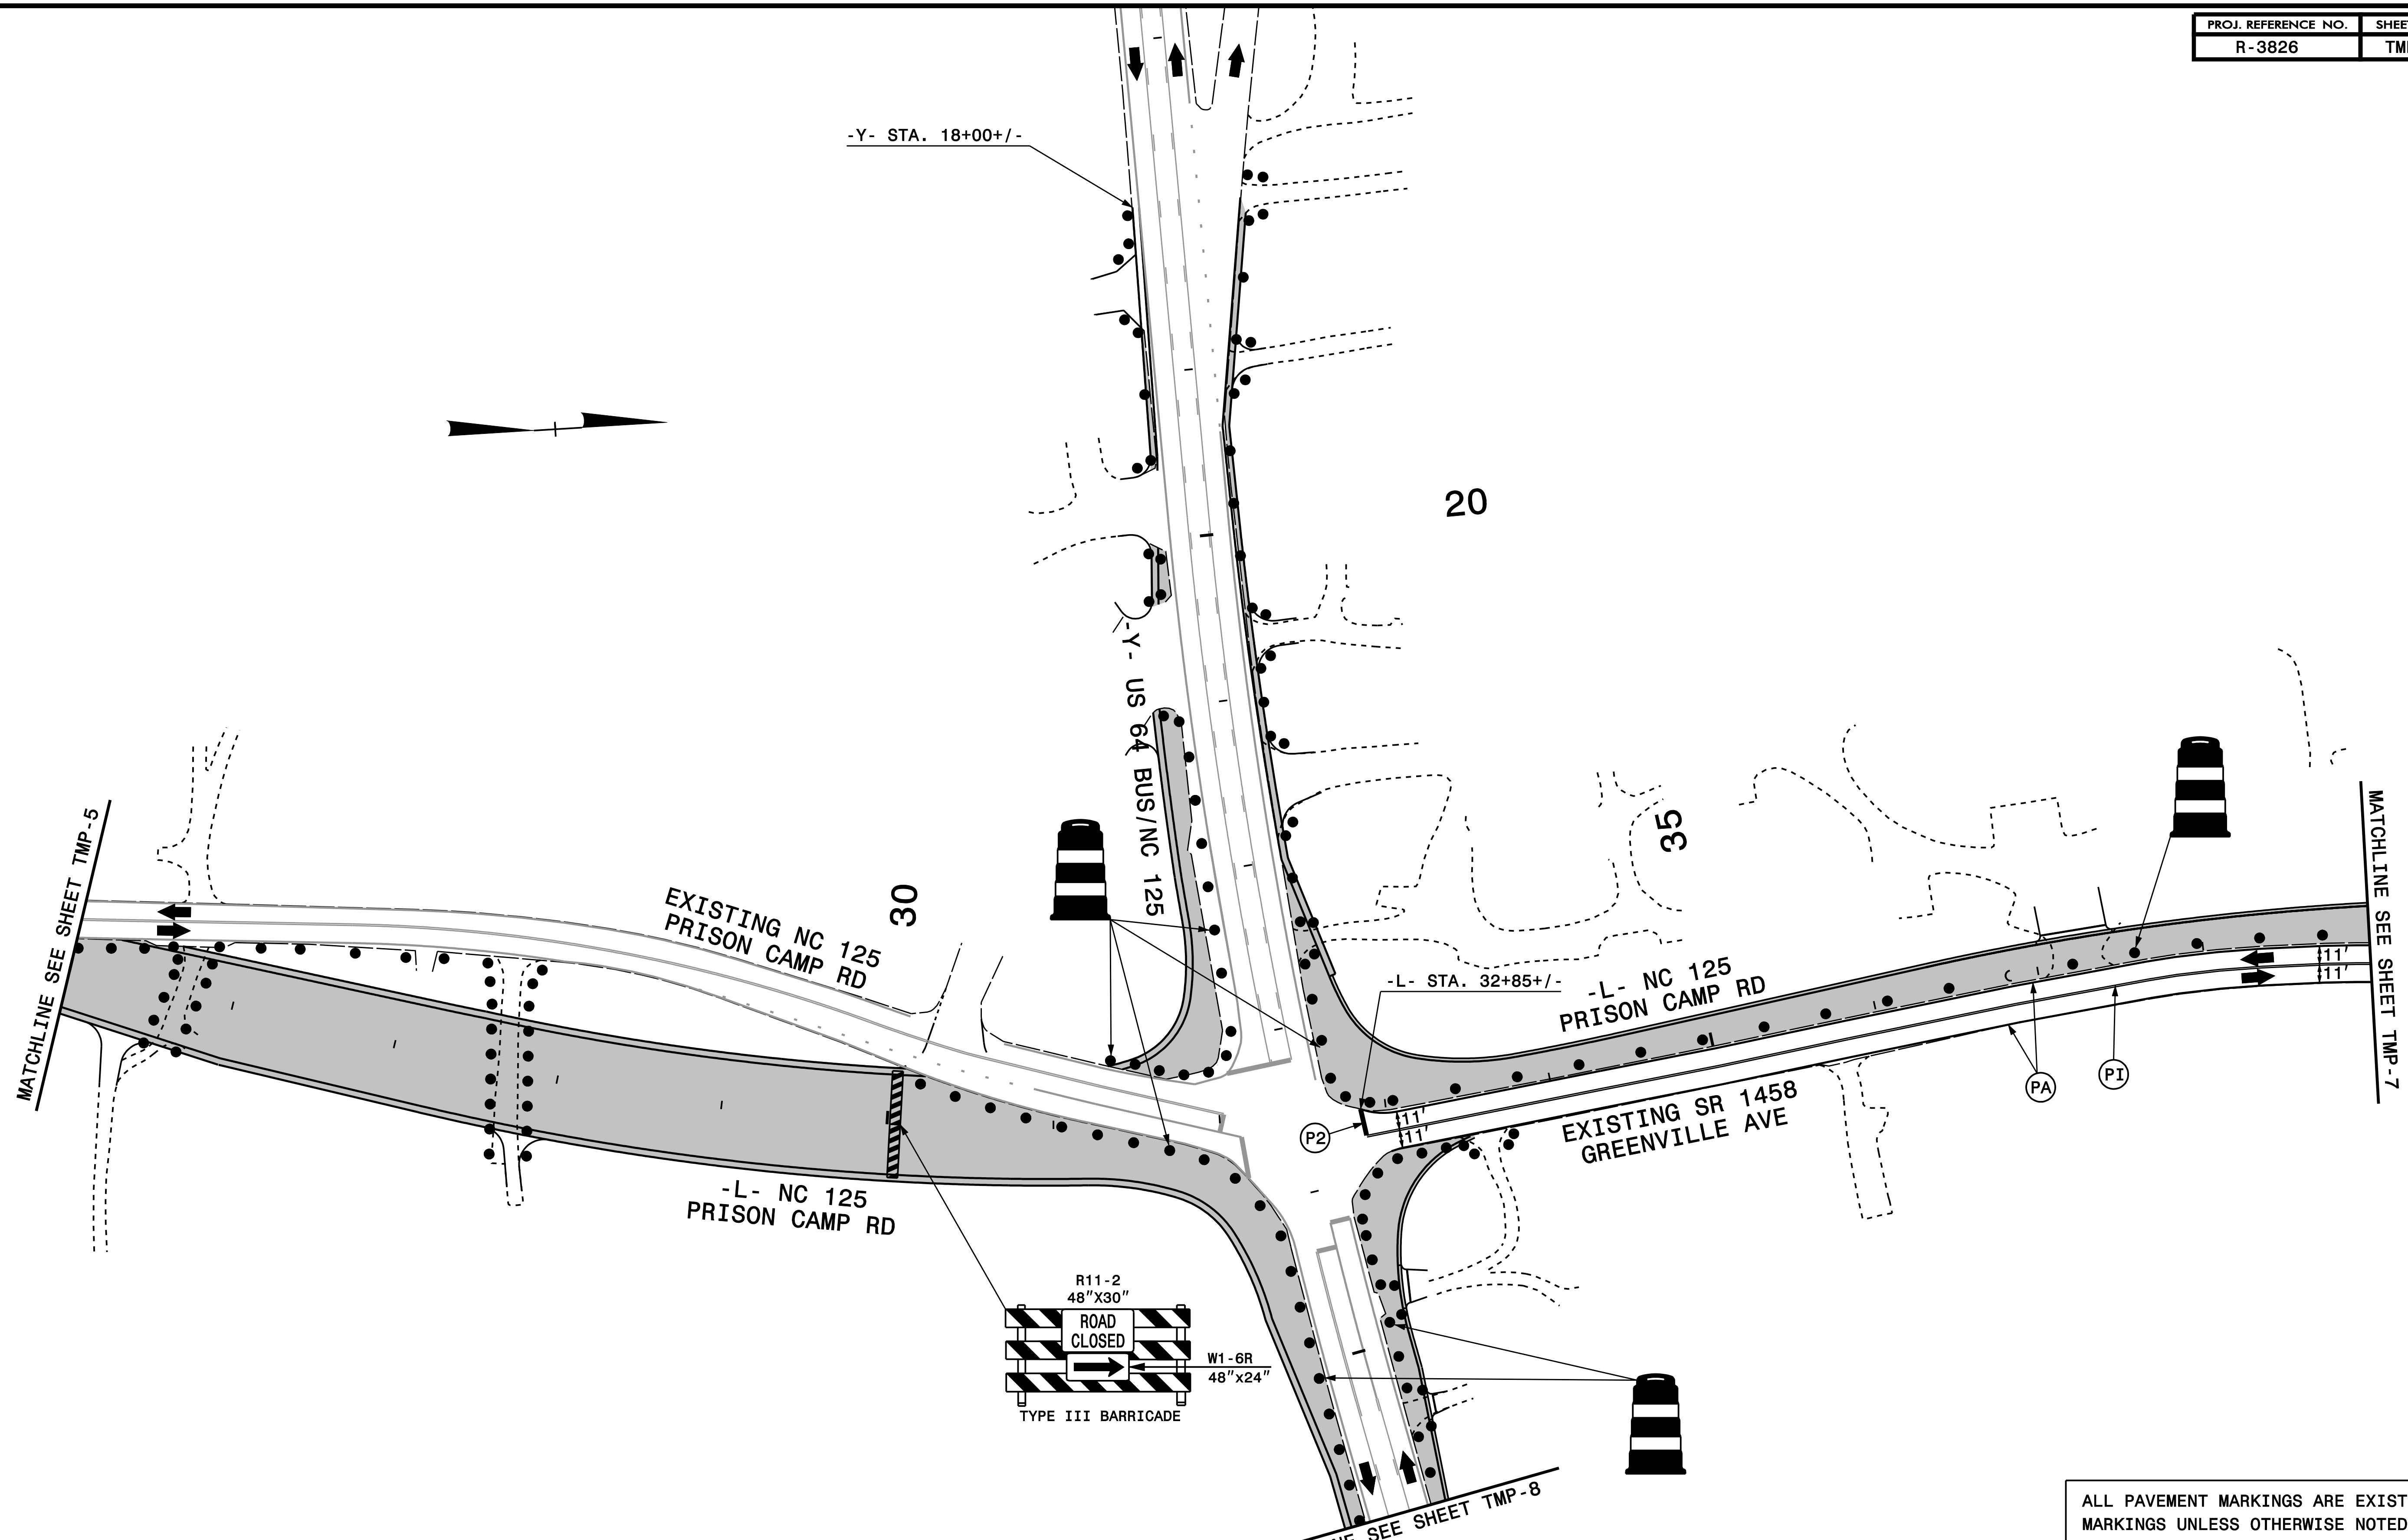 PROJ. REFERENCE NO.
R-3826
-Y- STA. 18+00+/-
20
-Y- US 64 BUS/NC 125
35
30
MATCHLINE SEE SHEET TMP-5
EXISTING NC 125
PRISON CAMP RD
-L- STA. 32+85+/-
-L- NC 125
PRISON CAMP RD
MATCHLINE SEE SHEET TMP-7
11'
11'
PA
PI
P2
11'
11'
EXISTING SR 1458
GREENVILLE AVE
-L- NC 125
PRISON CAMP RD
R11-2
48"X30"
ROAD
CLOSED
W1-6R
48"x24"
TYPE III BARRICADE
SEE SHEET TMP-8
ALL PAVEMENT MARKINGS ARE
MARKINGS UNLESS OTHERWISE NOTED